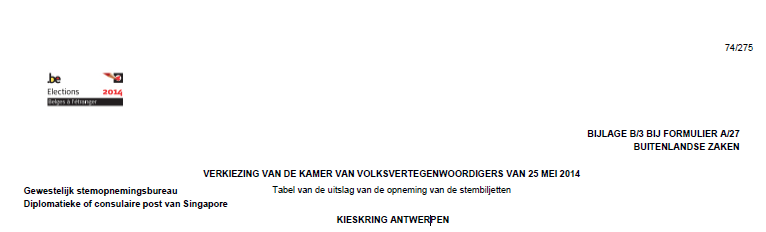 74/275
.be
Elections 2014
Belges à l'étranger
BIJLAGE B/3 BIJ FORMULIER A/27
BUITENLANDSE ZAKEN
VERKIEZING VAN DE KAMER VAN VOLKSVERTEGENWOORDIGERS VAN 25 MEI 2014
Gewestelijk stemopnemingsbureau Tabel van de uitslag van de opneming van de stembiljetten
Diplomatieke of consulaire post van Singapore
KIESKRING ANTWERPEN